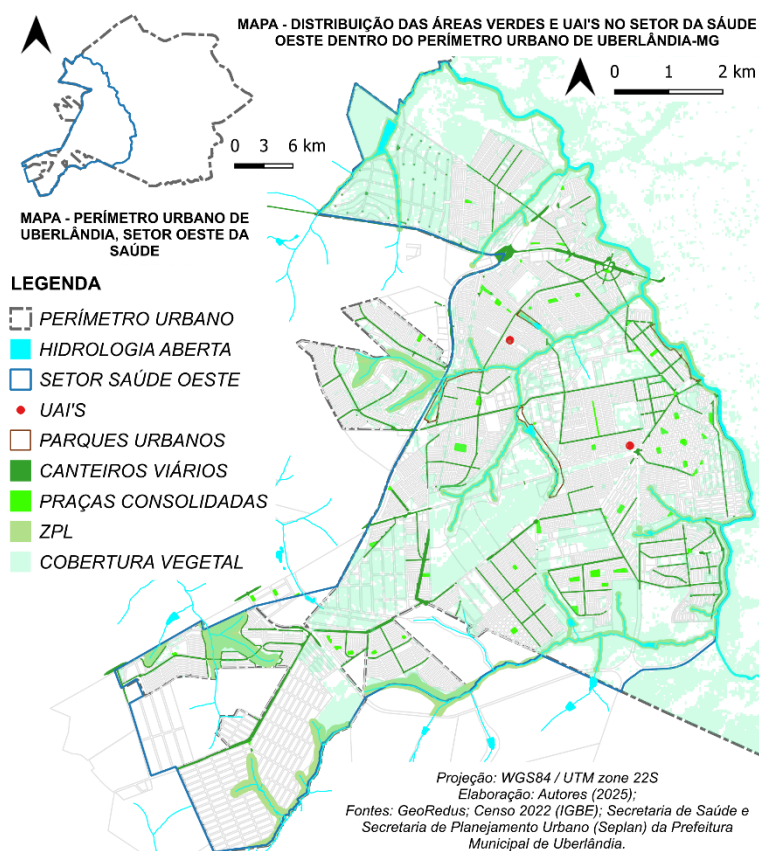 MAPA - DISTRIBUIÇÃO DAS ÁREAS VERDES E UAI'S NO SETOR DA SÁUDE
OESTE DENTRO DO PERÍMETRO URBANO DE UBERLÂNDIA-MG
0 1 2 km
0 3 6 km
MAPA - PERÍMETRO URBANO DE
UBERLÂNDIA, SETOR OESTE DA
SAÚDE
LEGENDA
PERÍMETRO URBANO
HIDROLOGIA ABERTA
SETOR SAÚDE OESTE
UAI'S
PARQUES URBANOS
CANTEIROS VIÁRIOS
PRAÇAS CONSOLIDADAS
ZPL
COBERTURA VEGETAL
Projeção: WGS84 / UTM zone 22S
Elaboração: Autores (2025);
Fontes: GeoRedus; Censo 2022 (IGBE); Secretaria de Saúde e
Secretaria de Planejamento Urbano (Seplan) da Prefeitura
Municipal de Uberlândia.